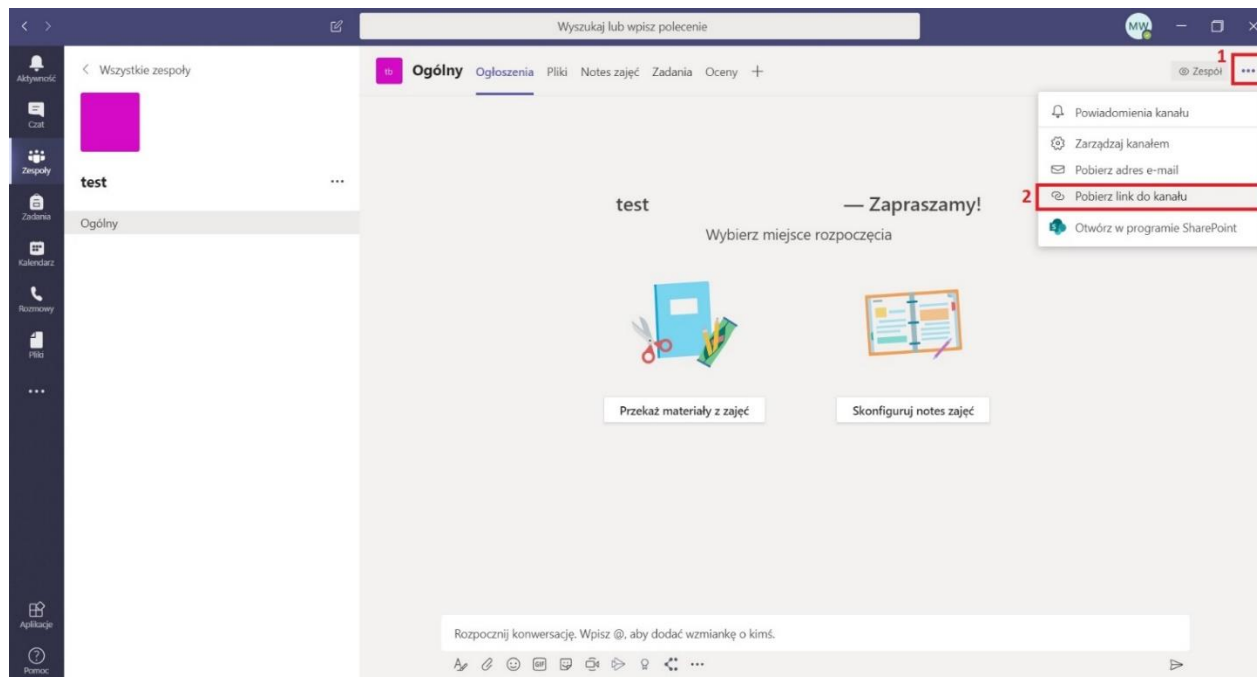 Wyszukaj lub wpisz polecenie
MW
Aktywność
Czat
Zespoły
Zadania
Kalendarz
Rozmowy
Pliki
Aplikacje
Pomoc
Wszystkie zespoły
test
Ogólny
tb
Ogólny Ogłoszenia Pliki Notes zajęć Zadania Oceny +
Zespół
1
Powiadomienia kanału
Zarządzaj kanałem
Pobierz adres e-mail
2
Pobierz link do kanału
Otwórz w programie SharePoint
test — Zapraszamy!
Wybierz miejsce rozpoczęcia
Przekaż materiały z zajęć
Skonfiguruj notes zajęć
Rozpocznij konwersację. Wpisz @, aby dodać wzmiankę o kimś.
GIF